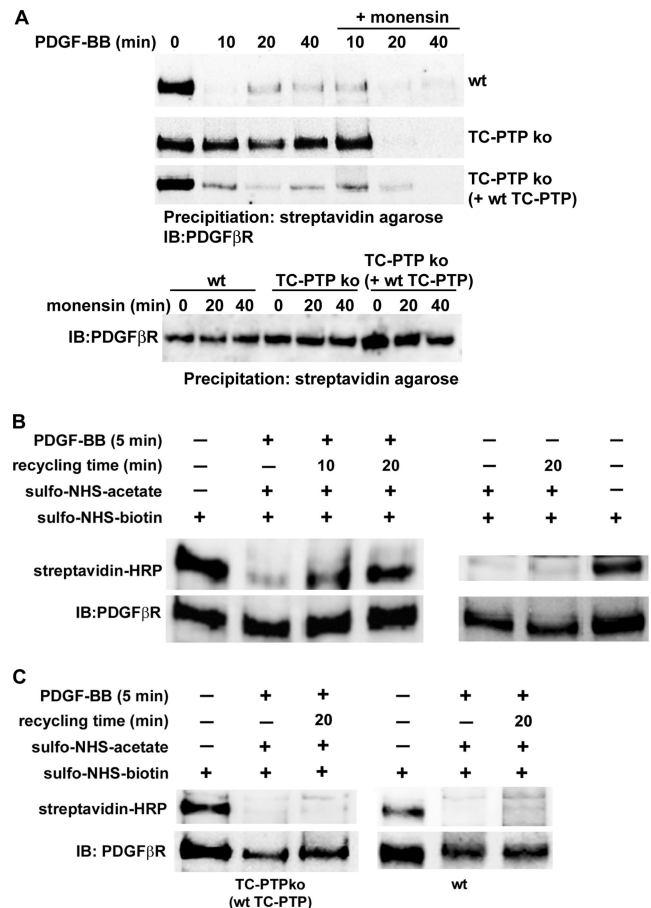 A
+ monensin
PDGF-BB (min) 0 10 20 40 10 20 40
wt
TC-PTP ko
TC-PTP ko
(+ wt TC-PTP)
Precipitiation: streptavidin agarose
IB:PDGFβR
wt TC-PTP ko TC-PTP ko
(+ wt TC-PTP)
monensin (min) 0 20 40 0 20 40 0 20 40
IB:PDGFβR
Precipitation: streptavidin agarose
B
PDGF-BB (5 min) – + + + – – –
recycling time (min) – – 10 20 – 20 –
sulfo-NHS-acetate – + + + + + –
sulfo-NHS-biotin + + + + + + +
streptavidin-HRP
IB:PDGFβR
C
PDGF-BB (5 min) – + + – + +
recycling time (min) – – 20 – – 20
sulfo-NHS-acetate – + + – + +
sulfo-NHS-biotin + + + + + +
streptavidin-HRP
IB: PDGFβR
TC-PTPko wt
(wt TC-PTP)